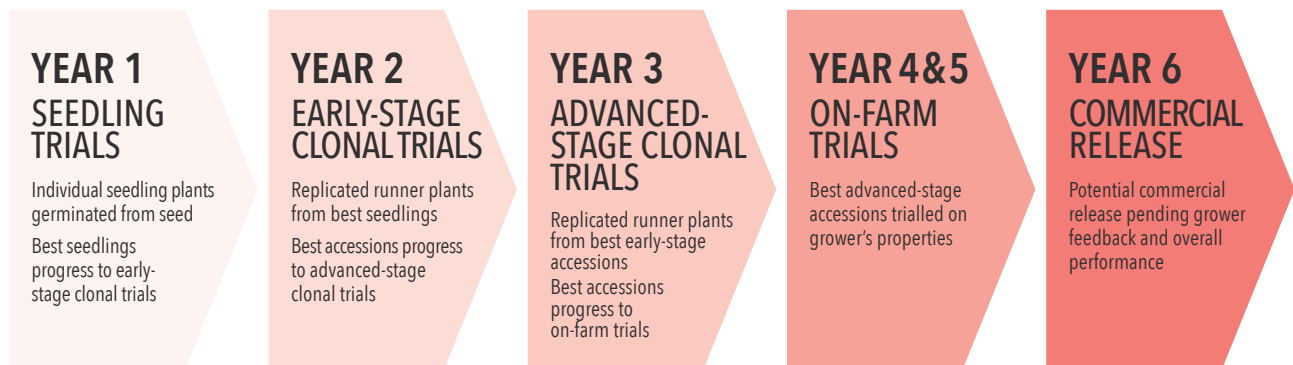 YEAR 1
SEEDLING
TRIALS
Individual seedling plants
germinated from seed
Best seedlings
progress to early-
stage clonal trials
YEAR 2
EARLY-STAGE
CLONAL TRIALS
Replicated runner plants
from best seedlings
Best accessions progress
to advanced-stage
clonal trials
YEAR 3
ADVANCED-
STAGE CLONAL
TRIALS
Replicated runner plants
from best early-stage
accessions
Best accessions
progress to
on-farm trials
YEAR 4&5
ON-FARM
TRIALS
Best advanced-stage
accessions trialled on
grower's properties
YEAR 6
COMMERCIAL
RELEASE
Potential commercial
release pending grower
feedback and overall
performance